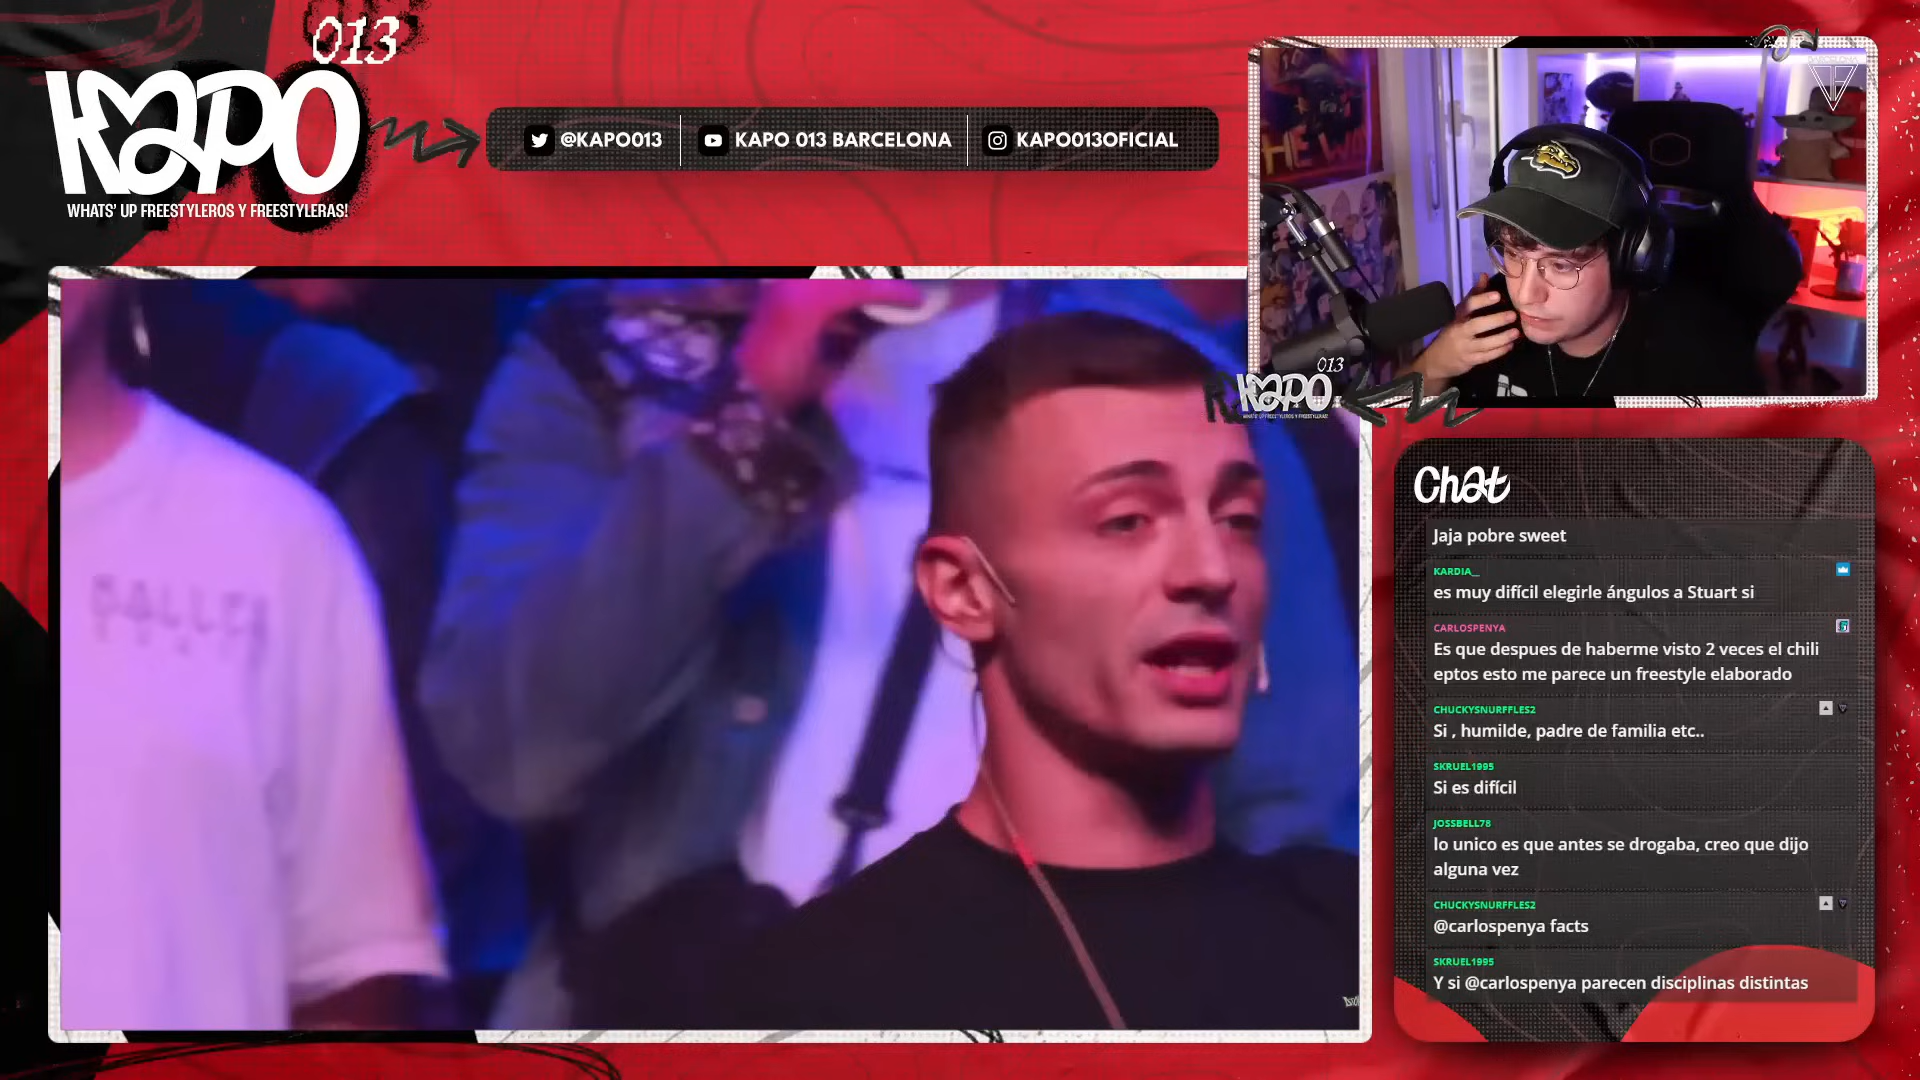 013
KAPO
WHATS' UP FREESTYLEROS Y FREESTYLERAS!
@KAPO013
KAPO 013 BARCELONA
KAPO013OFICIAL
013
KAPO
Chat
Jaja pobre sweet
KARDIA__
es muy difícil elegirle ángulos a Stuart si
CARLOSPENYA
Es que despues de haberme visto 2 veces el chili
eptos esto me parece un freestyle elaborado
CHUCKYSNURFFLES2
Si , humilde, padre de familia etc..
SKRUEL1995
Si es difícil
JOSSBELL78
lo unico es que antes se drogaba, creo que dijo
alguna vez
CHUCKYSNURFFLES2
@carlospenya facts
SKRUEL1995
Y si @carlospenya parecen disciplinas distintas